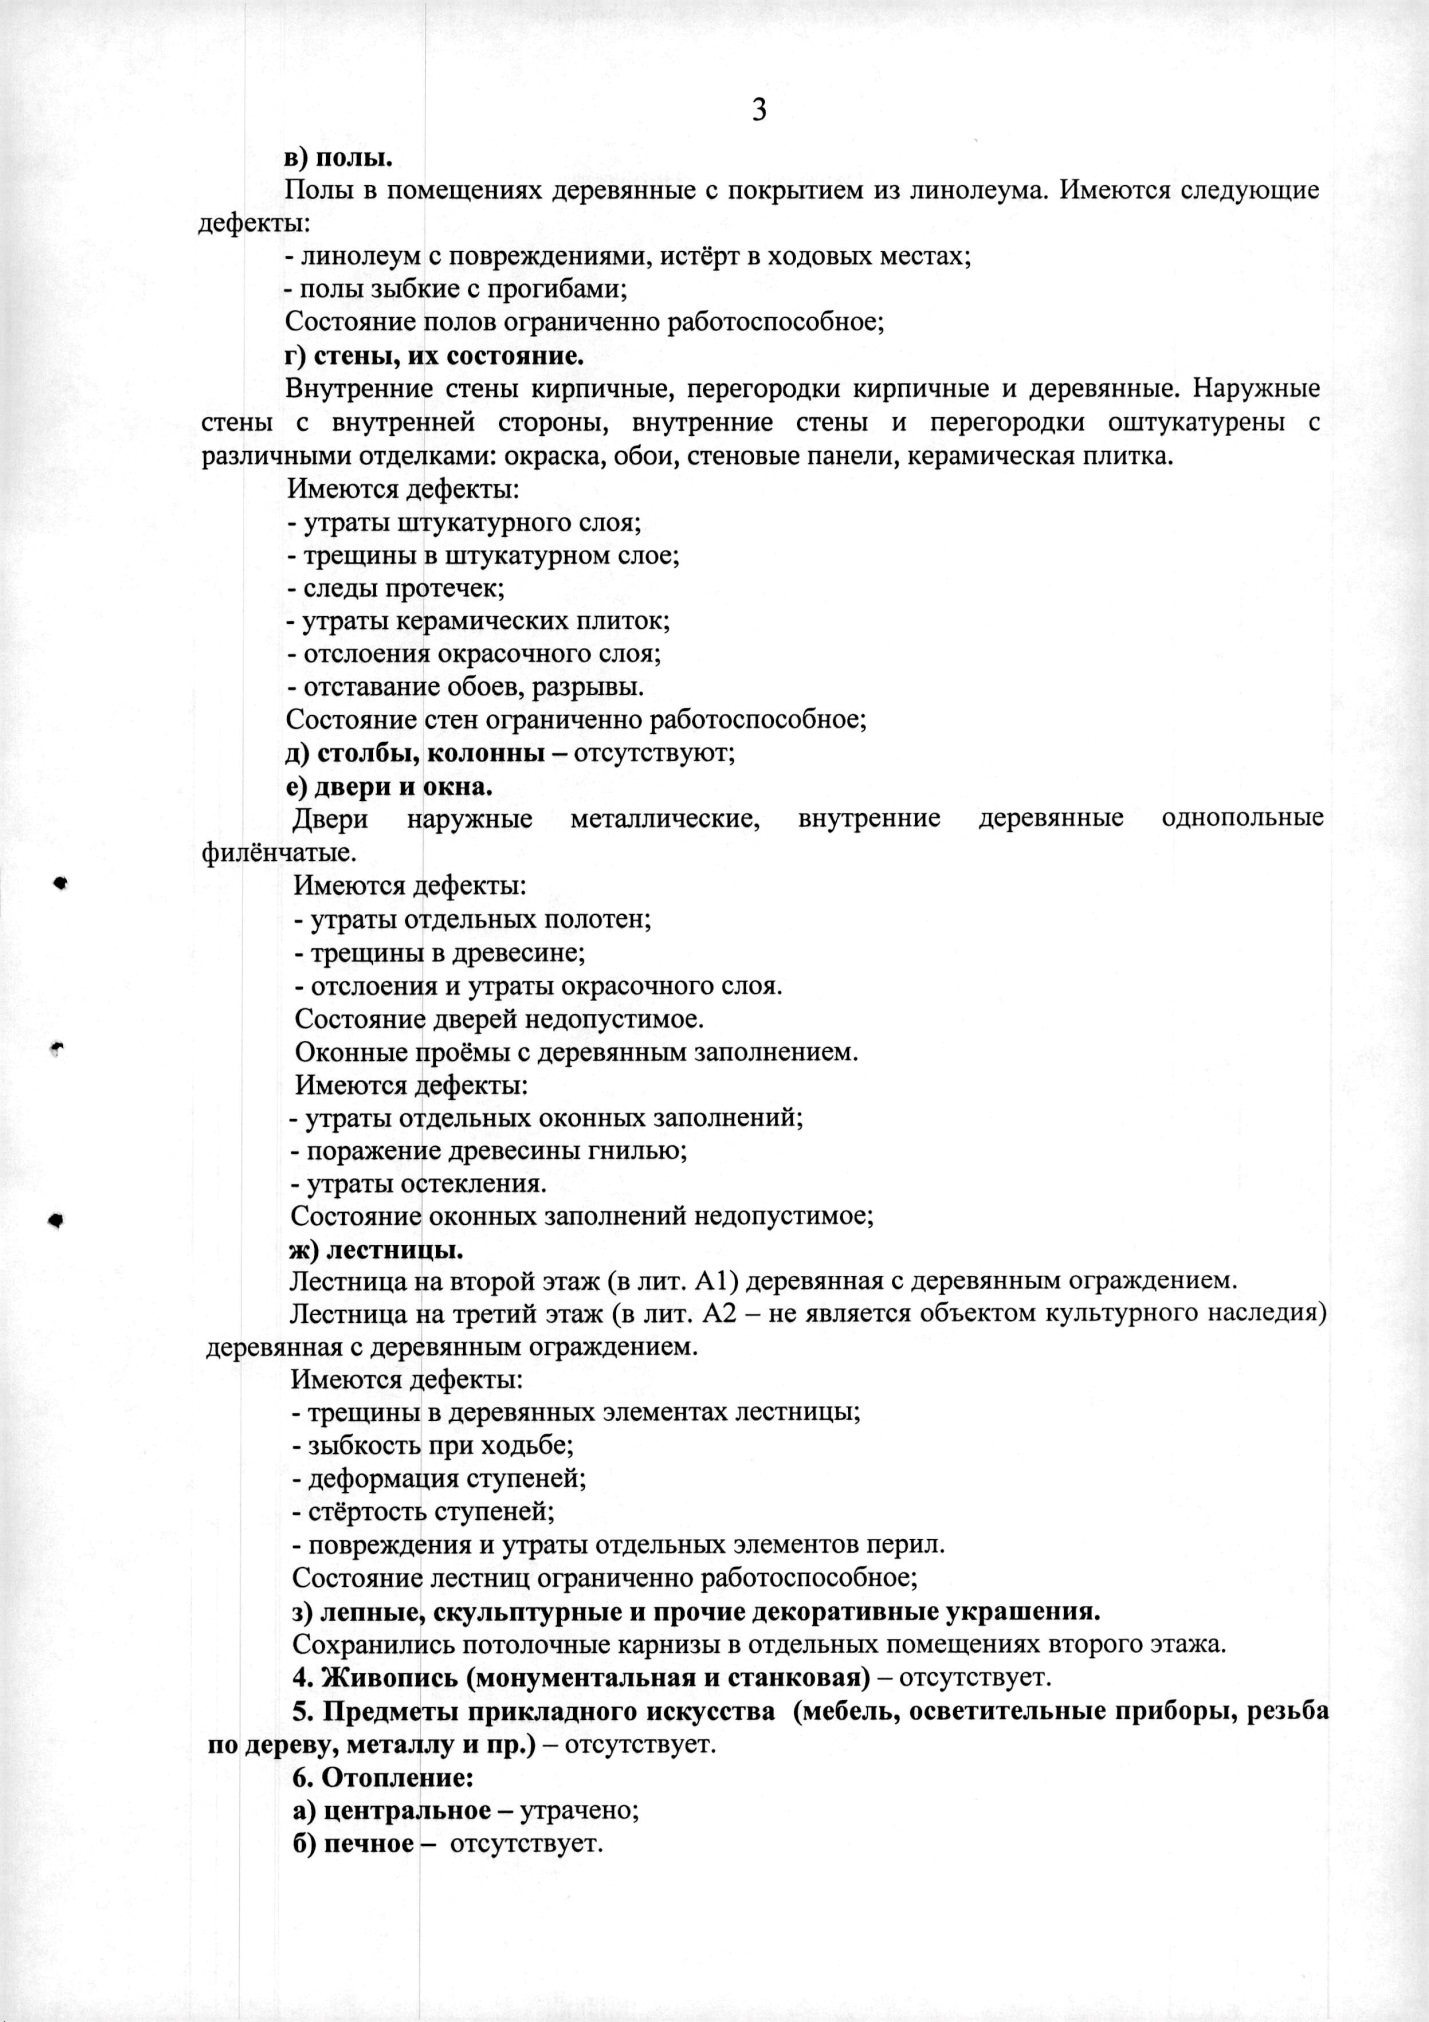 3
в) полы.
Полы в помещениях деревянные с покрытием из линолеума. Имеются следующие
дефекты:
- линолеум с повреждениями, истёрт в ходовых местах;
- полы зыбкие с прогибами;
Состояние полов ограниченно работоспособное;
г) стены, их состояние.
Внутренние стены кирпичные, перегородки кирпичные и деревянные. Наружные
стены с внутренней стороны, внутренние стены и перегородки оштукатурены с
различными отделками: окраска, обои, стеновые панели, керамическая плитка.
Имеются дефекты:
- утраты штукатурного слоя;
- трещины в штукатурном слое;
- следы протечек;
- утраты керамических плиток;
- отслоения окрасочного слоя;
- отставание обоев, разрывы.
Состояние стен ограниченно работоспособное;
д) столбы, колонны – отсутствуют;
е) двери и окна.
Двери наружные металлические, внутренние деревянные однопольные
филёнчатые.
Имеются дефекты:
- утраты отдельных полотен;
- трещины в древесине;
- отслоения и утраты окрасочного слоя.
Состояние дверей недопустимое.
Оконные проёмы с деревянным заполнением.
Имеются дефекты:
- утраты отдельных оконных заполнений;
- поражение древесины гнилью;
- утраты остекления.
Состояние оконных заполнений недопустимое;
ж) лестницы.
Лестница на второй этаж (в лит. А1) деревянная с деревянным ограждением.
Лестница на третий этаж (в лит. А2 – не является объектом культурного наследия)
деревянная с деревянным ограждением.
Имеются дефекты:
- трещины в деревянных элементах лестницы;
- зыбкость при ходьбе;
- деформация ступеней;
- стёртость ступеней;
- повреждения и утраты отдельных элементов перил.
Состояние лестниц ограниченно работоспособное;
з) лепные, скульптурные и прочие декоративные украшения.
Сохранились потолочные карнизы в отдельных помещениях второго этажа.
4. Живопись (монументальная и станковая) – отсутствует.
5. Предметы прикладного искусства (мебель, осветительные приборы, резьба
по дереву, металлу и пр.) – отсутствует.
6. Отопление:
а) центральное – утрачено;
б) печное – отсутствует.